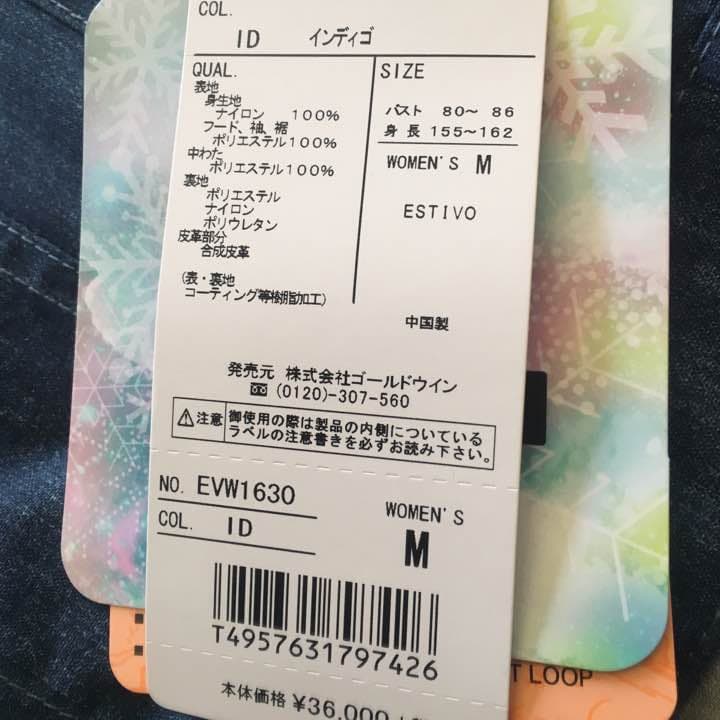 COL.
ID インディゴ
QUAL.
表地
身生地
ナイロン 100%
フード、袖、裾
ポリエステル100%
中わた
ポリエステル100%
裏地
ポリエステル
ナイロン
ポリウレタン
皮革部分
合成皮革
(表・裏地
コーティング等樹脂加工)
SIZE
バスト 80〜 86
身長 155〜162
WOMEN'S M
ESTIVO
中国製
発売元 株式会社ゴールドウイン
(0120)-307-560
注意 御使用の際は製品の内側についている
ラベルの注意書きを必ずお読み下さい。
NO. EVW1630
COL. ID
WOMEN'S
M
T4957631797426
本体価格 ¥36,000
T LOOP